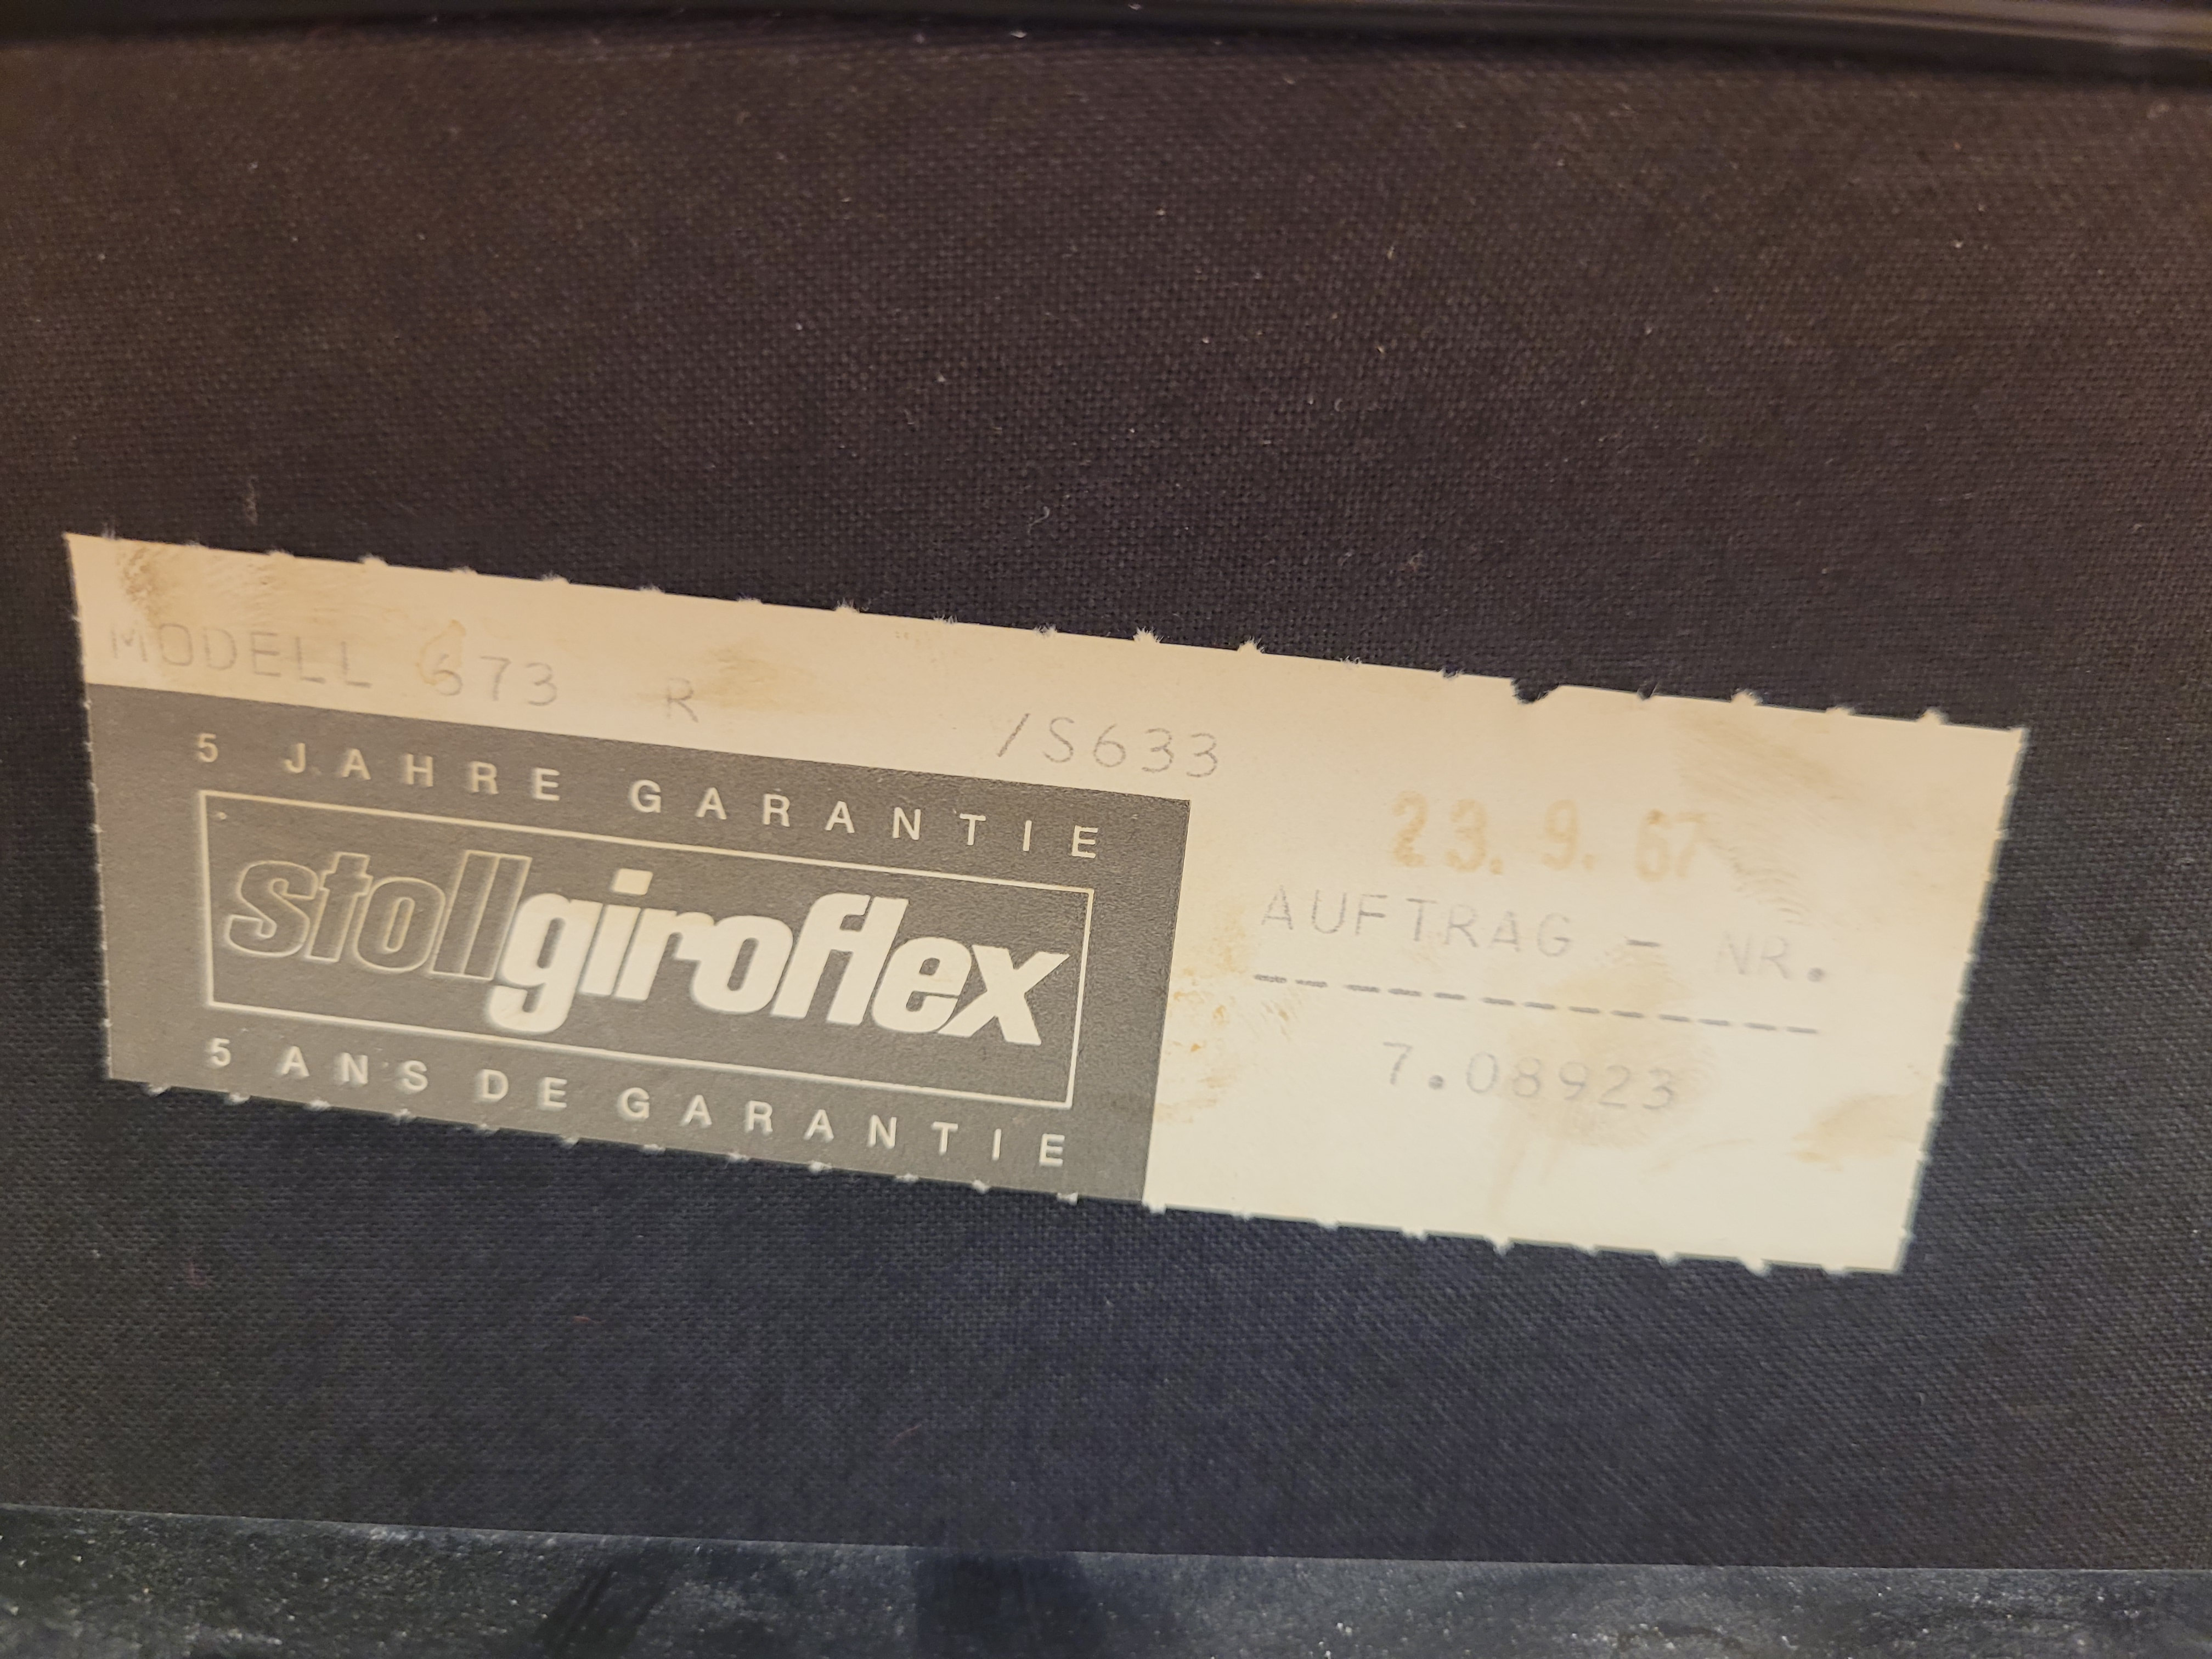 MODELL 673 R /S633
5 JAHRE GARANTIE
stollgiroflex
5 ANS DE GARANTIE
23. 9. 67
AUFTRAG - NR.
------------
7.08923